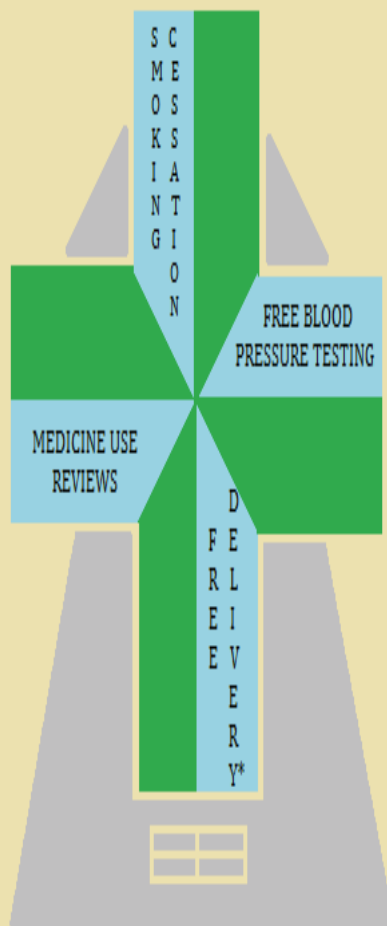 SMOKING
CESSATION
FREE BLOOD
PRESSURE TESTING
MEDICINE USE
REVIEWS
FREE
DELIVERY*